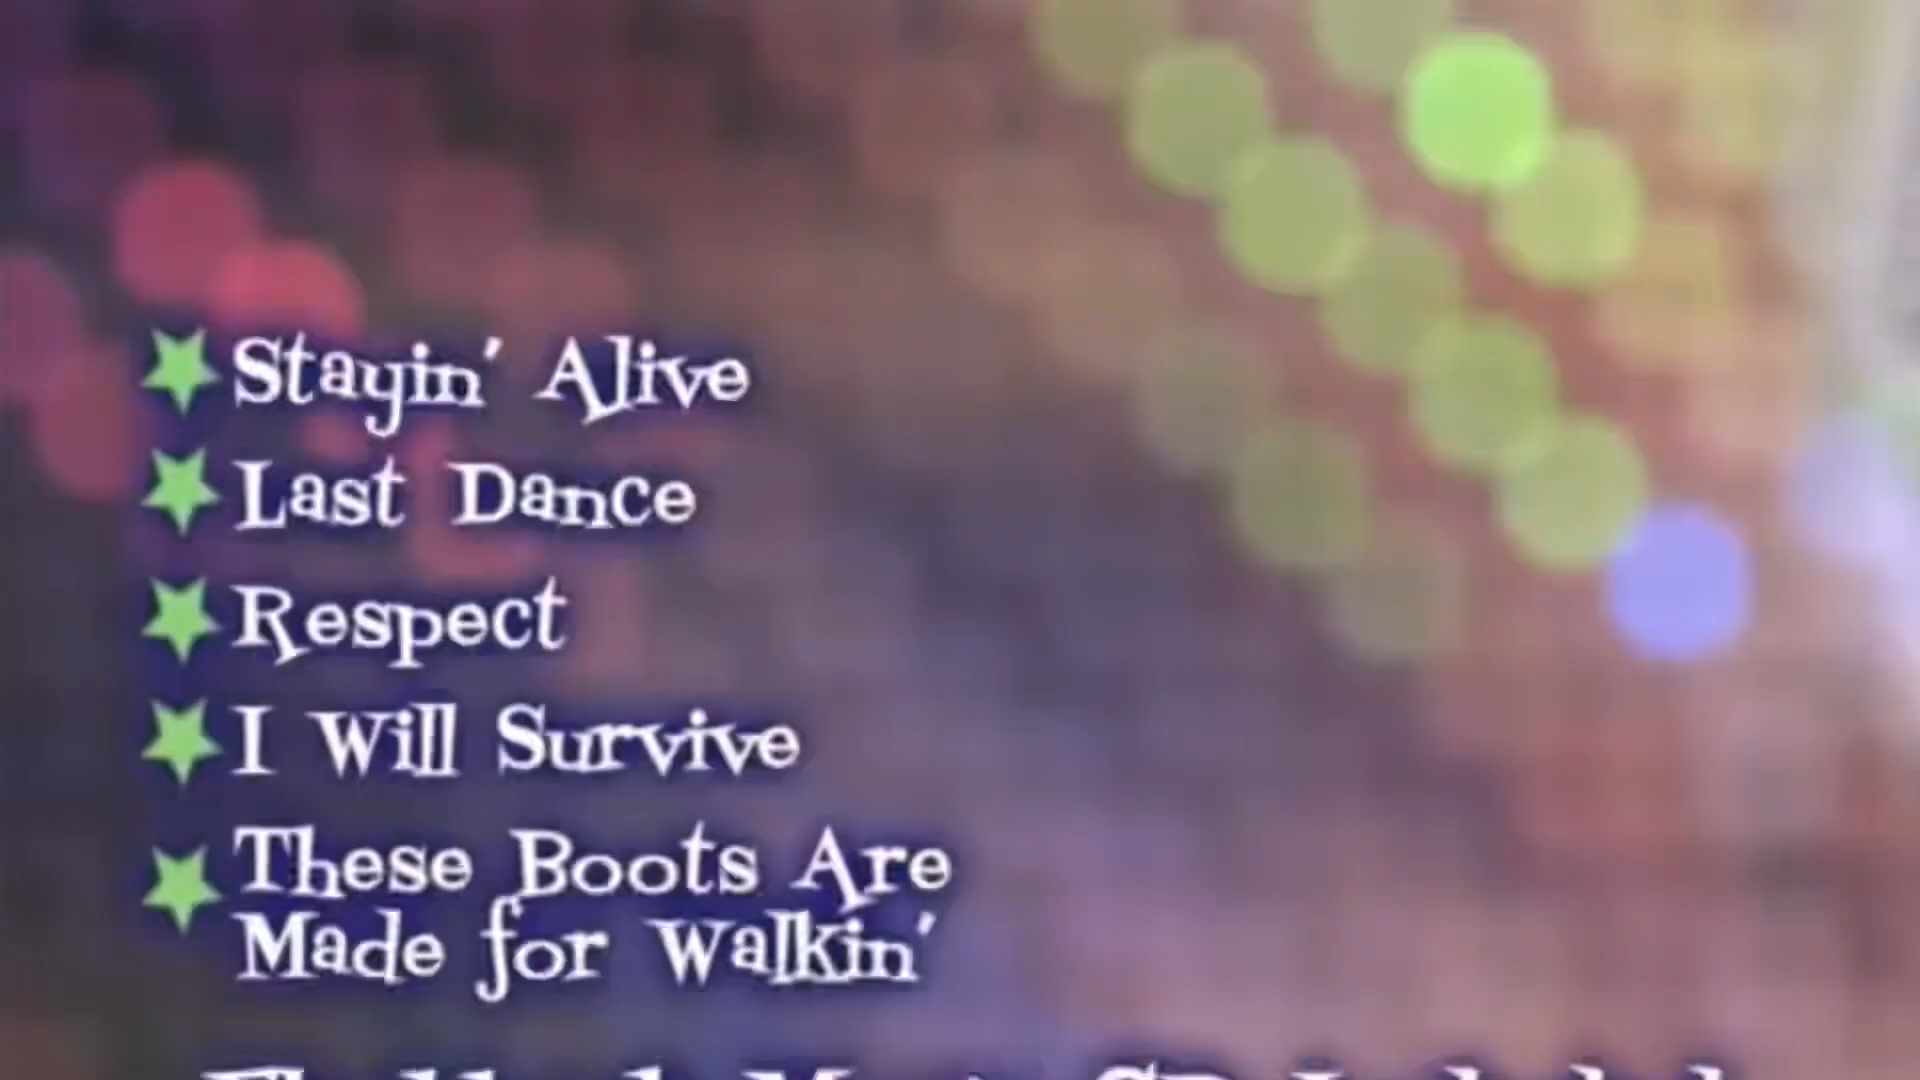 Stayin' Alive
Last Dance
Respect
I Will Survive
These Boots Are
Made for Walkin'